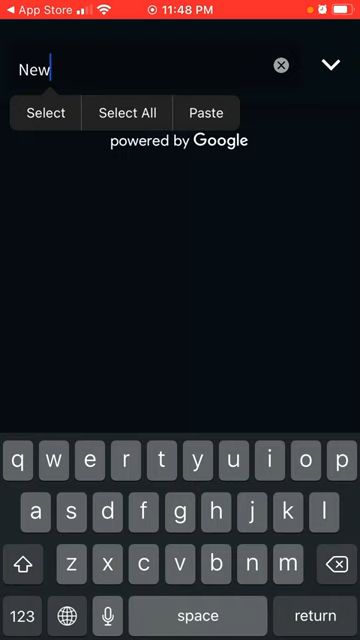 App Store 11:48 PM
New
Select Select All Paste
powered by Google
q w e r t y u i o p
a s d f g h j k l
z x c v b n m
123 space return